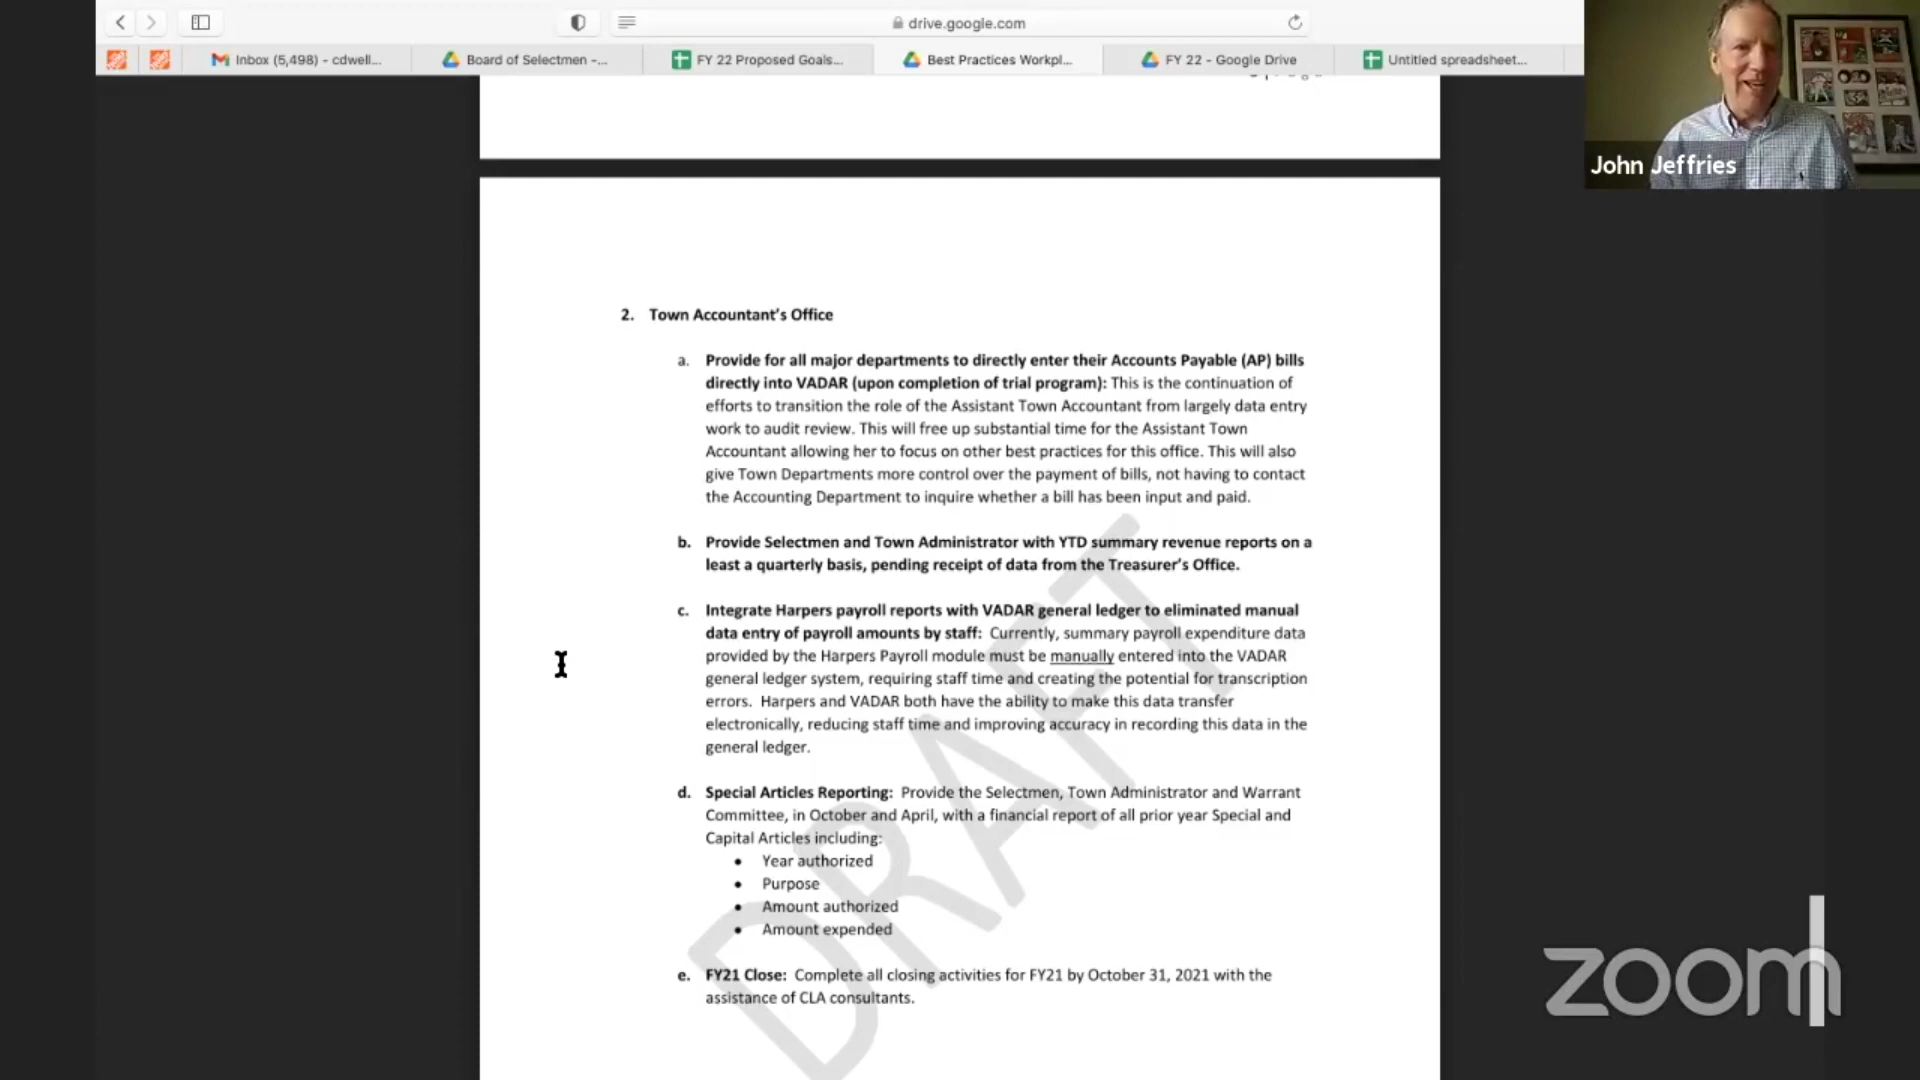 drive.google.com
Inbox (5,498) - cdwell...
Board of Selectmen -...
FY 22 Proposed Goals...
Best Practices Workpl...
FY 22 - Google Drive
Untitled spreadsheet...
John Jeffries
2. Town Accountant's Office
a. Provide for all major departments to directly enter their Accounts Payable (AP) bills
directly into VADAR (upon completion of trial program): This is the continuation of
efforts to transition the role of the Assistant Town Accountant from largely data entry
work to audit review. This will free up substantial time for the Assistant Town
Accountant allowing her to focus on other best practices for this office. This will also
give Town Departments more control over the payment of bills, not having to contact
the Accounting Department to inquire whether a bill has been input and paid.
b. Provide Selectmen and Town Administrator with YTD summary revenue reports on a
least a quarterly basis, pending receipt of data from the Treasurer's Office.
c. Integrate Harpers payroll reports with VADAR general ledger to eliminated manual
data entry of payroll amounts by staff: Currently, summary payroll expenditure data
provided by the Harpers Payroll module must be manually entered into the VADAR
general ledger system, requiring staff time and creating the potential for transcription
errors. Harpers and VADAR both have the ability to make this data transfer
electronically, reducing staff time and improving accuracy in recording this data in the
general ledger.
d. Special Articles Reporting: Provide the Selectmen, Town Administrator and Warrant
Committee, in October and April, with a financial report of all prior year Special and
Capital Articles including:
• Year authorized
• Purpose
• Amount authorized
• Amount expended
e. FY21 Close: Complete all closing activities for FY21 by October 31, 2021 with the
assistance of CLA consultants.
DRAFT
zoom